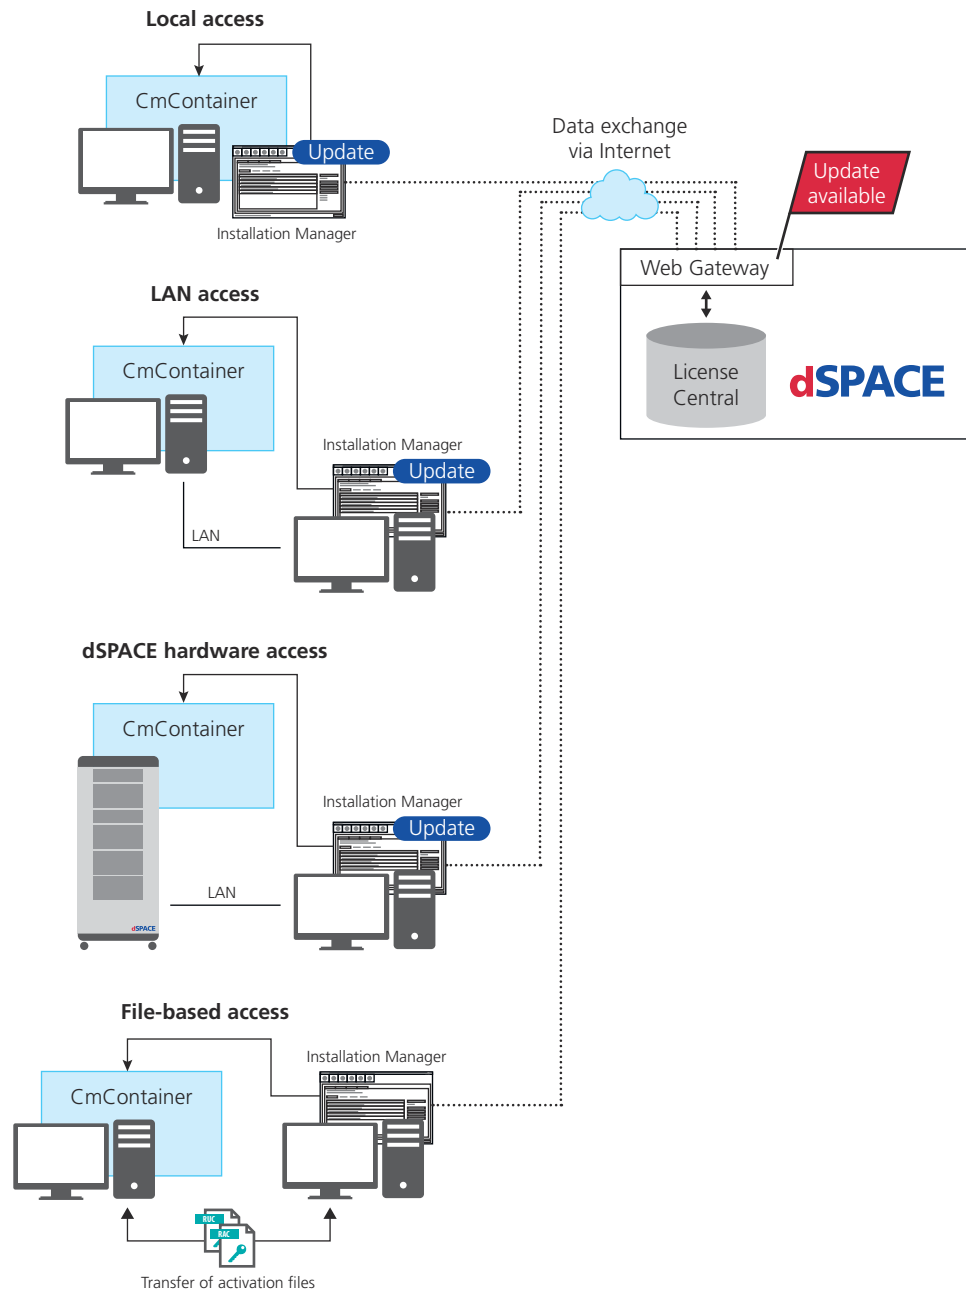 Local access
CmContainer
Update
Installation Manager
Data exchange
via Internet
Update
available
Web Gateway
License
Central
dSPACE
LAN access
CmContainer
Installation Manager
Update
LAN
dSPACE hardware access
CmContainer
Installation Manager
Update
LAN
dSPACE
File-based access
CmContainer
Installation Manager
RUC
RAC
Transfer of activation files